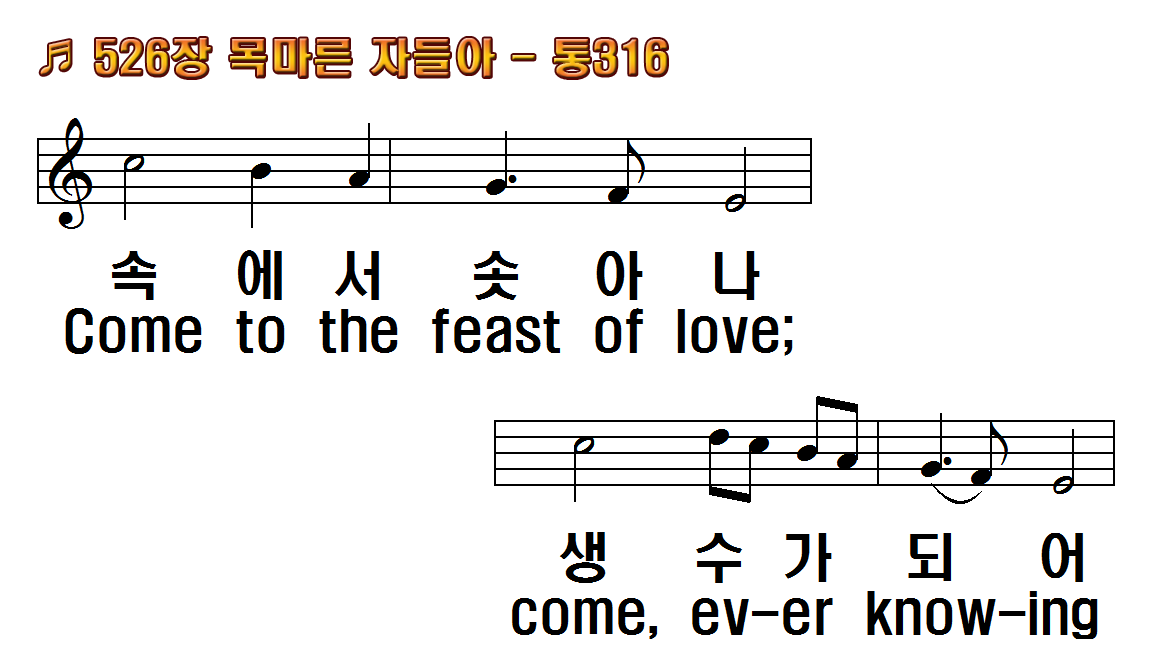 ♬ 526장 목마른 자들아 - 통316
속 에 서 솟 아 나
Come to the feast of love;
생 수 가 되 어
come, ev-er know-ing